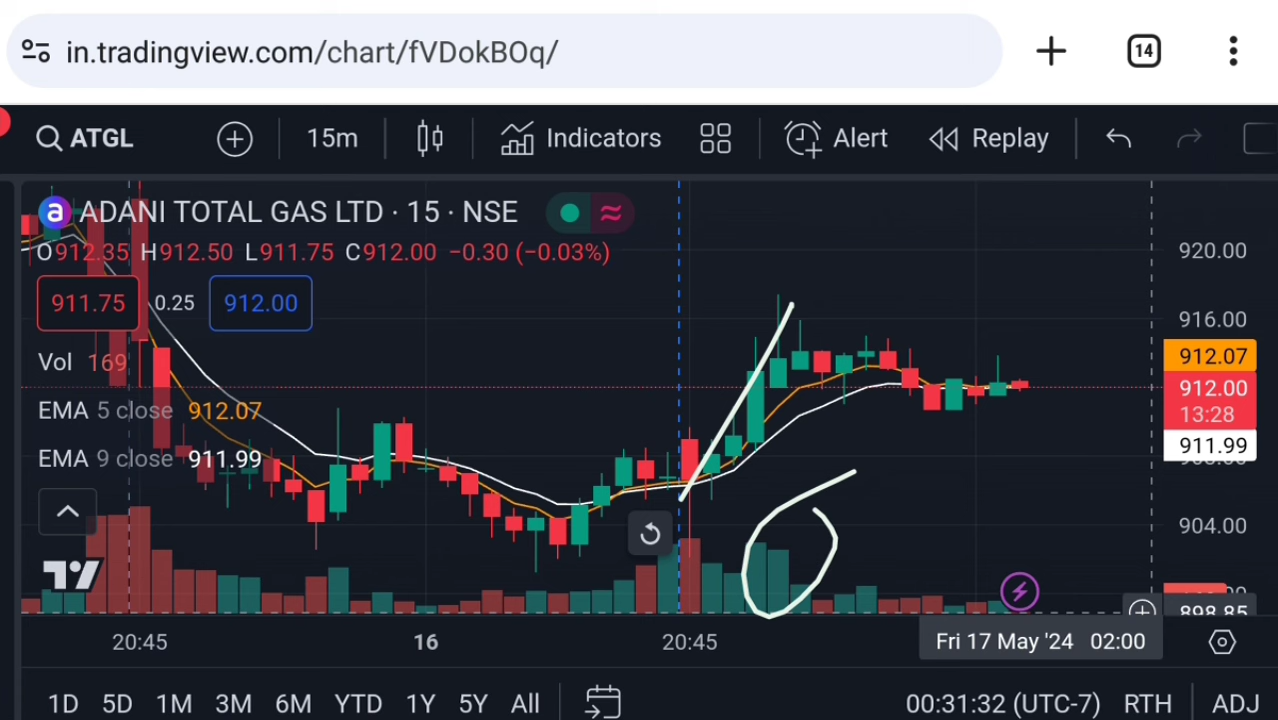 in.tradingview.com/chart/fVDokBOq/ 14
ATGL 15m Indicators Alert Replay
a ADANI TOTAL GAS LTD · 15 · NSE
O912.35 H912.50 L911.75 C912.00 −0.30 (−0.03%)
911.75 0.25 912.00
Vol 169
EMA 5 close 912.07
EMA 9 close 911.99
920.00
916.00
912.07
912.00
13:28
911.99
904.00
898.85
20:45 16 20:45 Fri 17 May '24 02:00
1D 5D 1M 3M 6M YTD 1Y 5Y All 00:31:32 (UTC-7) RTH ADJ